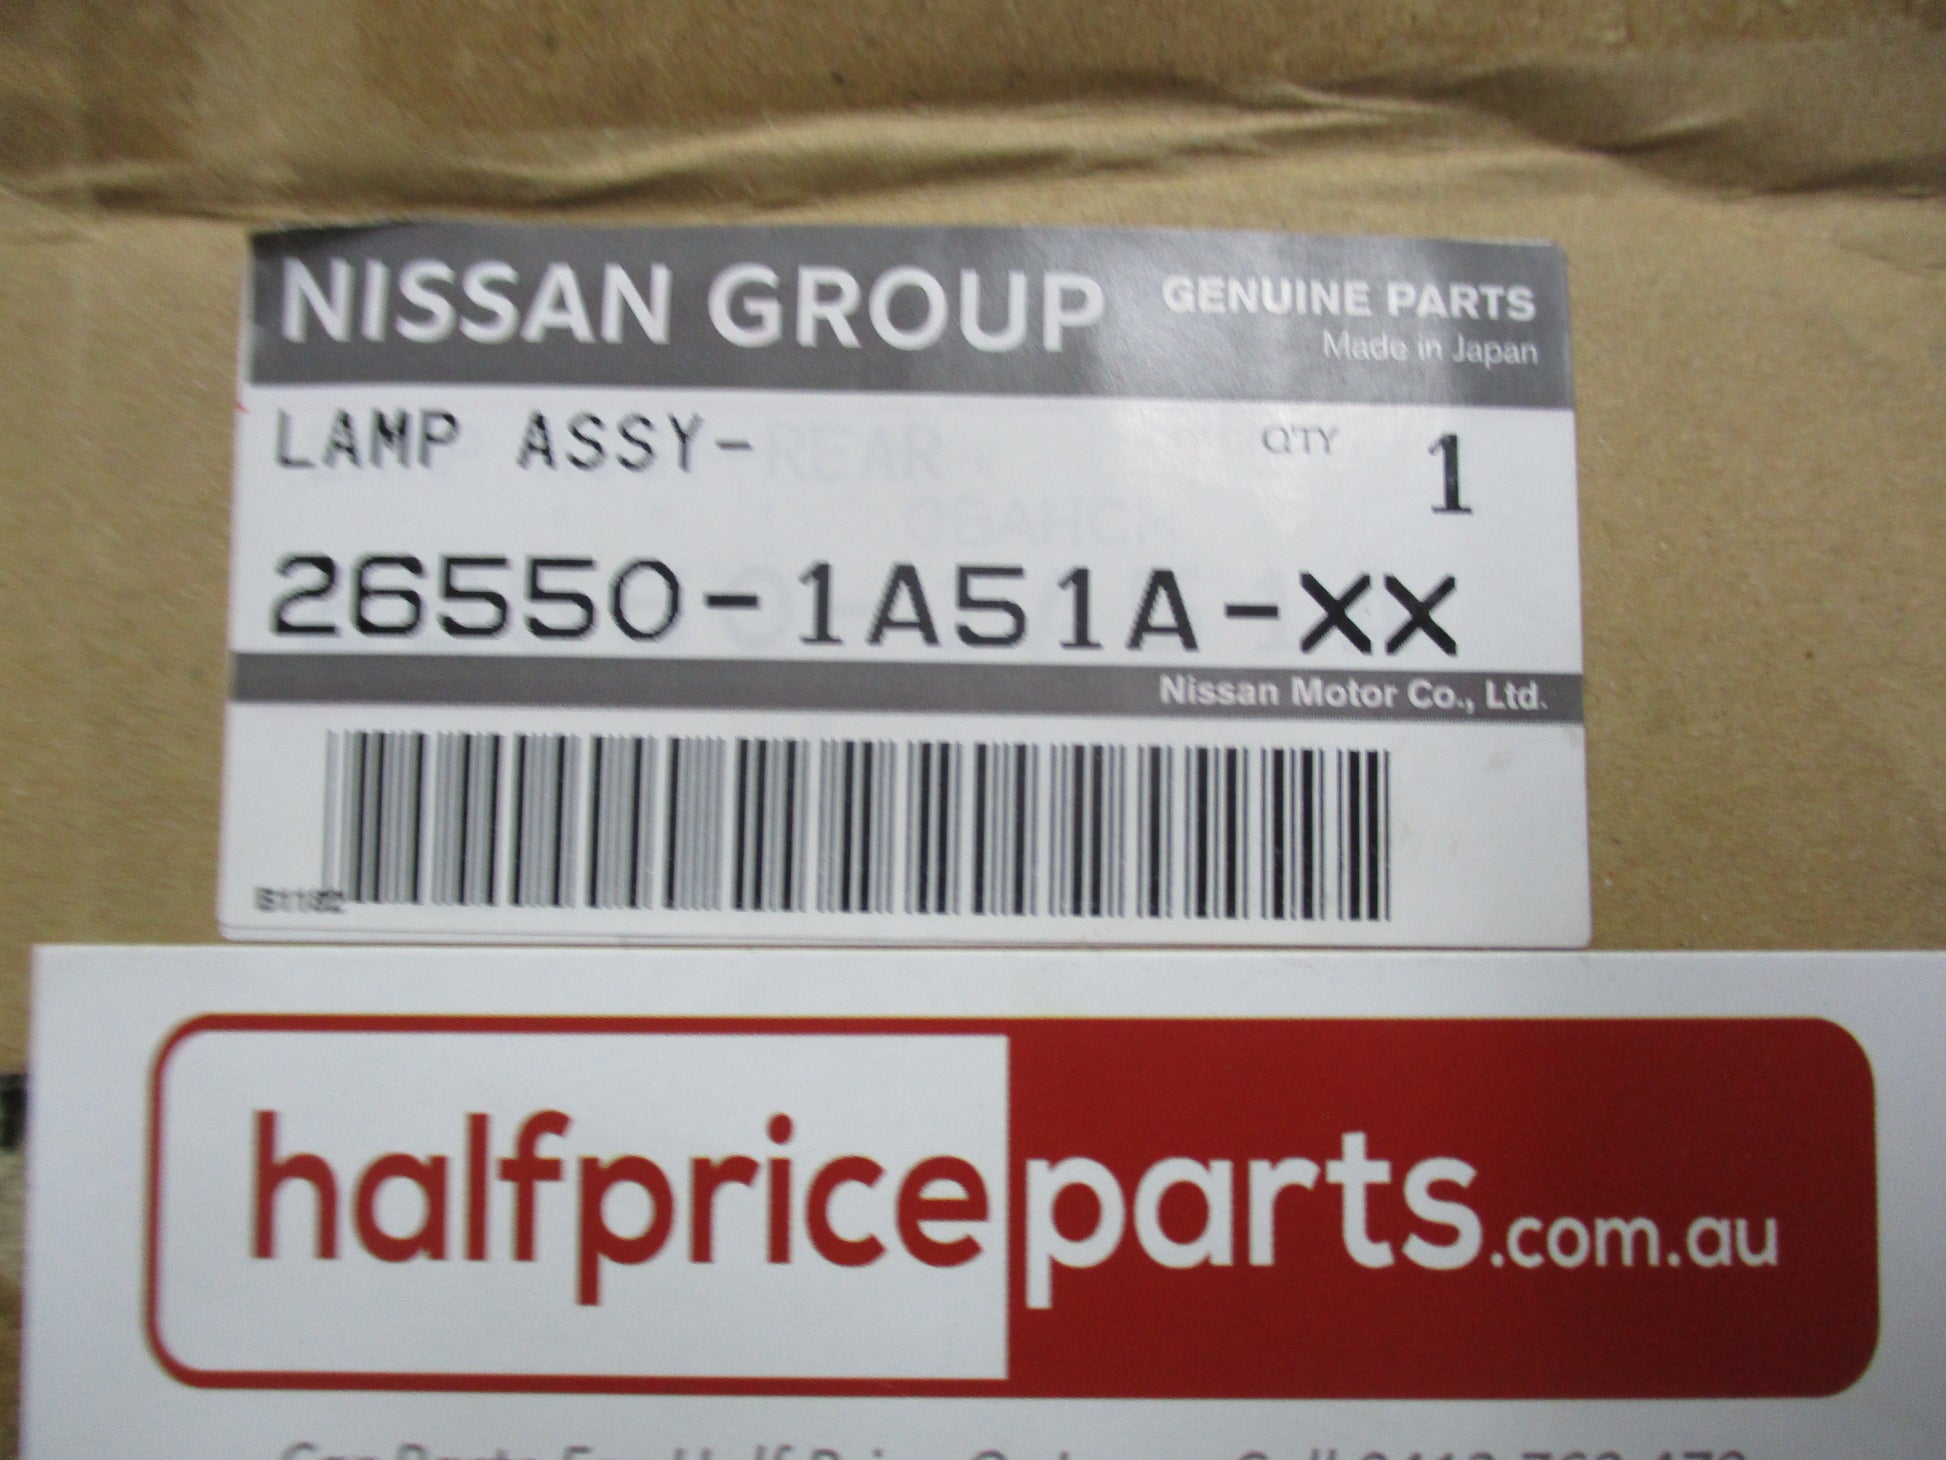 NISSAN GROUP GENUINE PARTS
Made in Japan
LAMP ASSY-REAR
QTY 1
26550-1A51A-XX
Nissan Motor Co., Ltd.
B1182
halfpriceparts.com.au